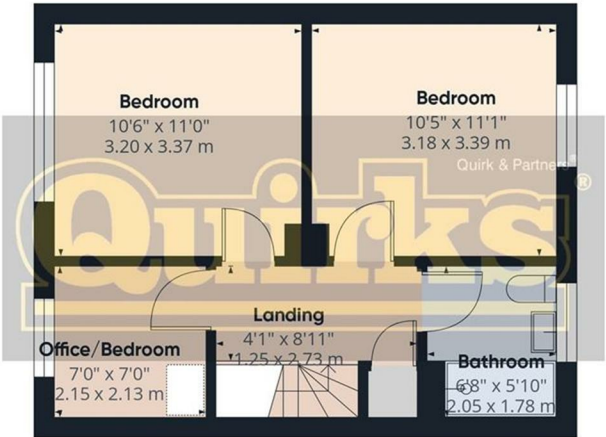 Bedroom
10'6" x 11'0"
3.20 x 3.37 m
Bedroom
10'5" x 11'1"
3.18 x 3.39 m
Quirk & Partners
Quirks®
Landing
4'1" x 8'11"
1.25 x 2.73 m
Office/Bedroom
7'0" x 7'0"
2.15 x 2.13 m
Bathroom
6'8" x 5'10"
2.05 x 1.78 m